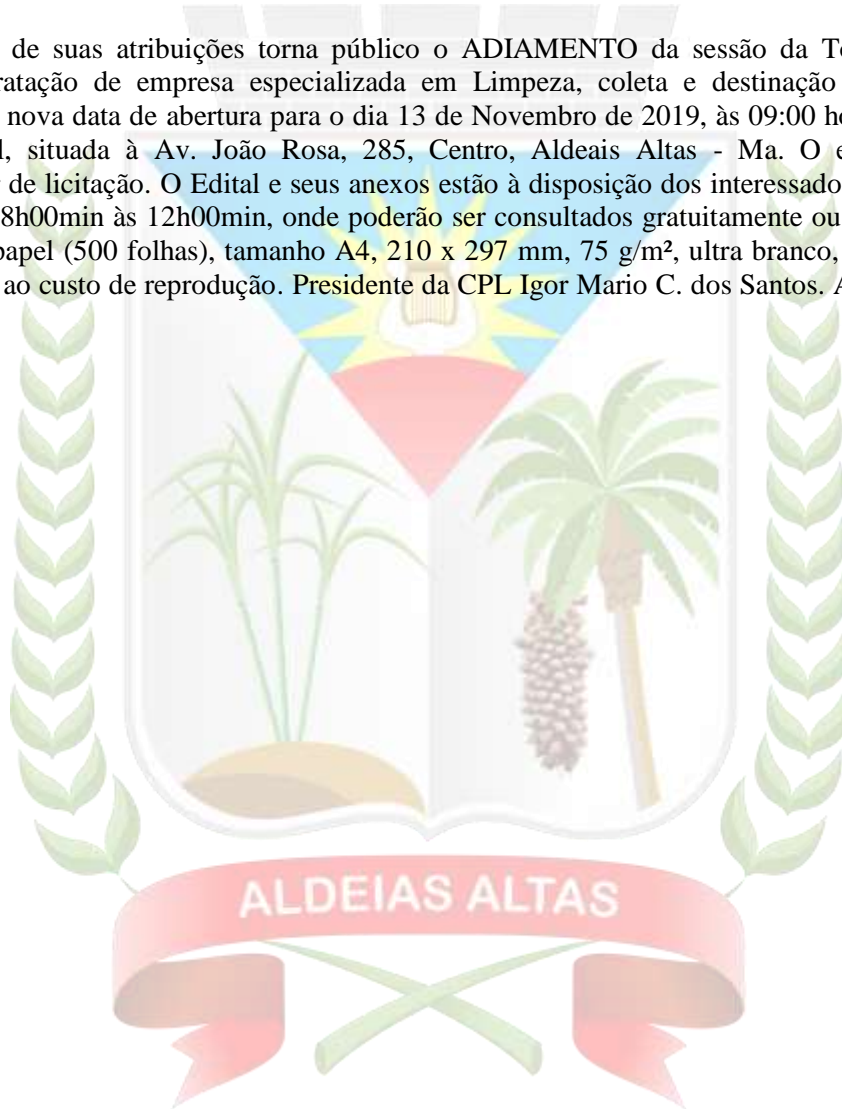 de suas atribuições torna público o ADIAMENTO da sessão da
ratação de empresa especializada em Limpeza, coleta e destinação
nova data de abertura para o dia 13 de Novembro de 2019, às 09:00
l, situada à Av. João Rosa, 285, Centro, Aldeais Altas - Ma. O
de licitação. O Edital e seus anexos estão à disposição dos interessado
8h00min às 12h00min, onde poderão ser consultados gratuitamente ou
papel (500 folhas), tamanho A4, 210 x 297 mm, 75 g/m², ultra branco,
ao custo de reprodução. Presidente da CPL Igor Mario C. dos Santos.
ALDEIAS ALTAS